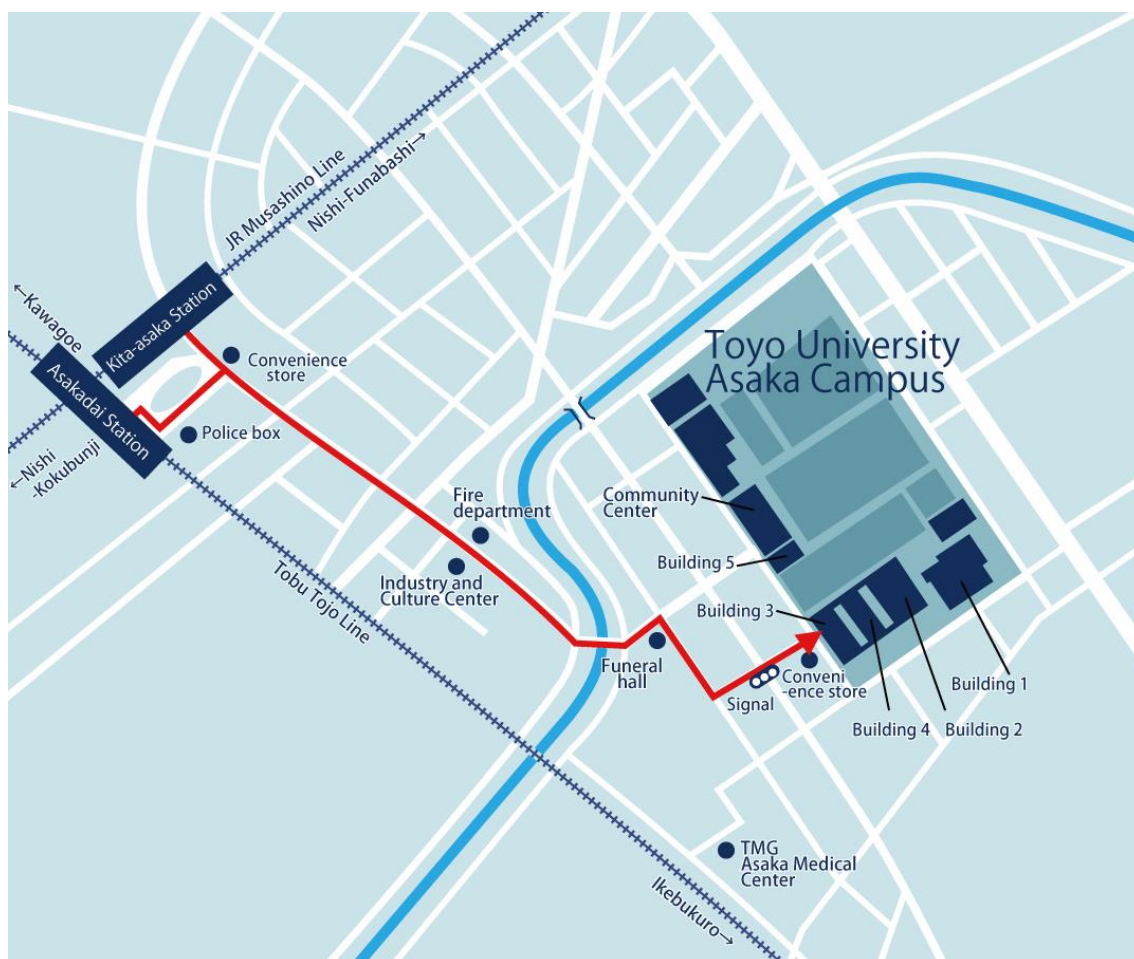 JR Musashino Line
Nishi-Funabashi→
←Kawagoe
Kita-asaka Station
Asakadai Station
←Nishi
-Kokubunji
Convenience
store
Police box
Toyo University
Asaka Campus
Fire
department
Industry and
Culture Center
Tobu Tojo Line
Community
Center
Building 5
Building 3
Funeral
hall
Signal
Conveni
-ence store
Building 1
Building 4
Building 2
TMG
Asaka Medical
Center
Ikebukuro→